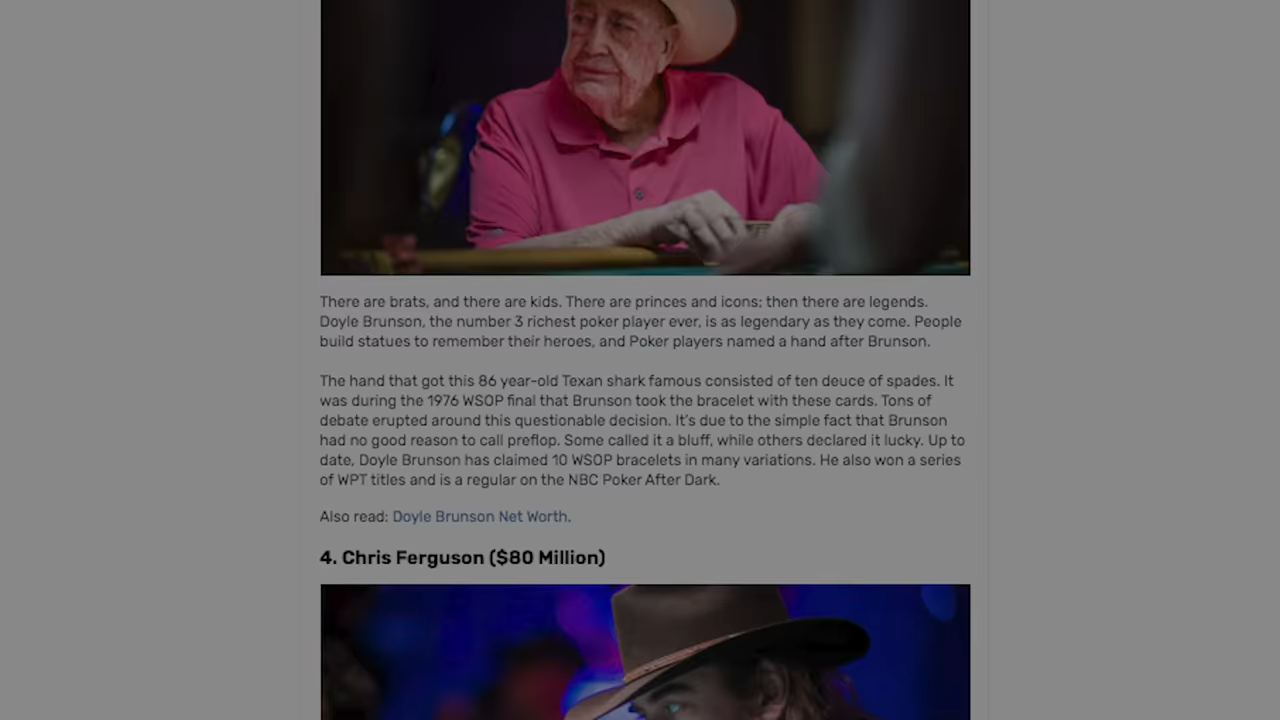 There are brats, and there are kids. There are princes and icons; then there are legends.
Doyle Brunson, the number 3 richest poker player ever, is as legendary as they come. People
build statues to remember their heroes, and Poker players named a hand after Brunson.
The hand that got this 86 year-old Texan shark famous consisted of ten deuce of spades. It
was during the 1976 WSOP final that Brunson took the bracelet with these cards. Tons of
debate erupted around this questionable decision. It's due to the simple fact that Brunson
had no good reason to call preflop. Some called it a bluff, while others declared it lucky. Up to
date, Doyle Brunson has claimed 10 WSOP bracelets in many variations. He also won a series
of WPT titles and is a regular on the NBC Poker After Dark.
Also read: Doyle Brunson Net Worth.
4. Chris Ferguson ($80 Million)